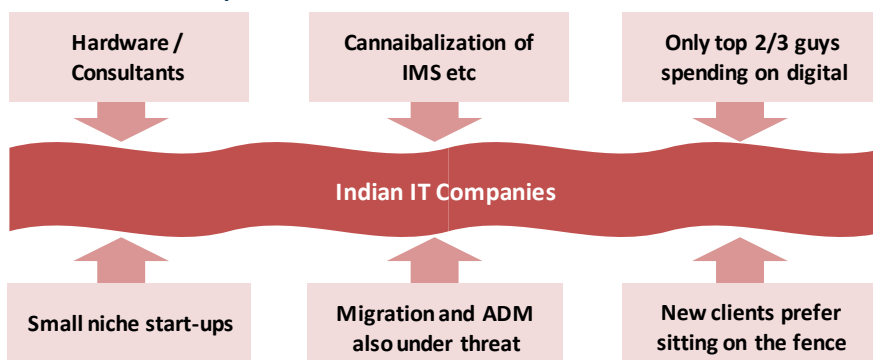 Hardware /
Consultants
Cannaibalization of
IMS etc
Only top 2/3 guys
spending on digital
Indian IT Companies
Small niche start-ups
Migration and ADM
also under threat
New clients prefer
sitting on the fence